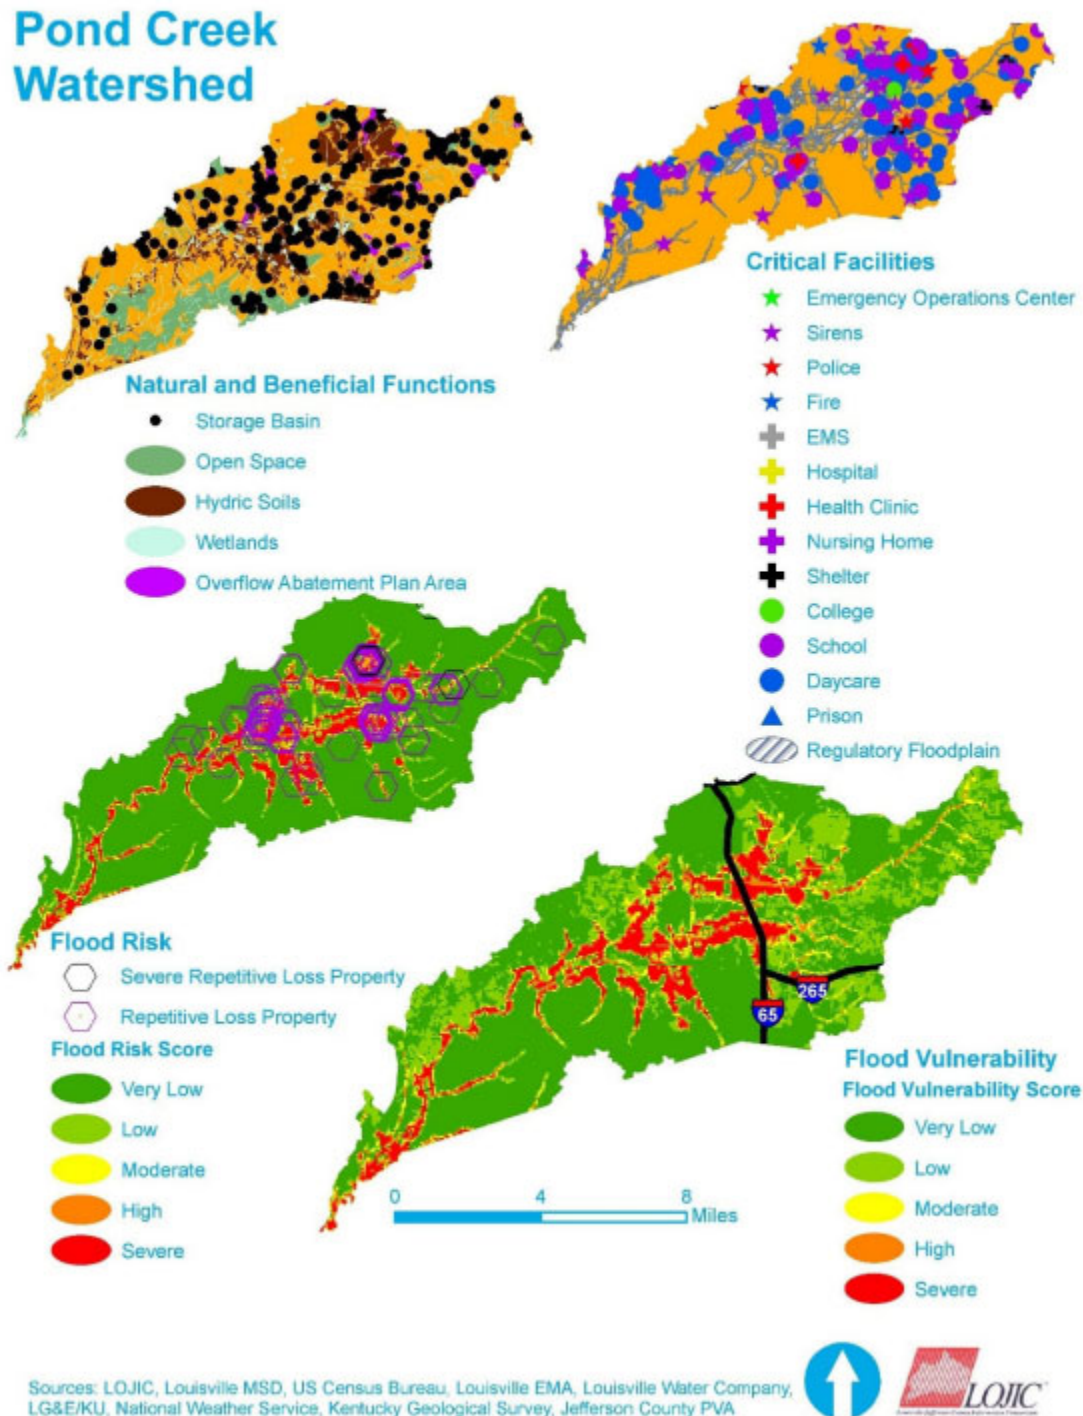 Pond Creek
Watershed
Critical Facilities
Emergency Operations Center
Sirens
Police
Fire
EMS
Hospital
Health Clinic
Nursing Home
Shelter
College
School
Daycare
Prison
Regulatory Floodplain
Natural and Beneficial Functions
Storage Basin
Open Space
Hydric Soils
Wetlands
Overflow Abatement Plan Area
Flood Risk
Severe Repetitive Loss Property
Repetitive Loss Property
Flood Risk Score
Very Low
Low
Moderate
High
Severe
265
65
Flood Vulnerability
Flood Vulnerability Score
Very Low
Low
Moderate
High
Severe
0 4 8
Miles
Sources: LOJIC, Louisville MSD, US Census Bureau, Louisville EMA, Louisville Water Company,
LG&E/KU, National Weather Service, Kentucky Geological Survey, Jefferson County PVA
LOJIC